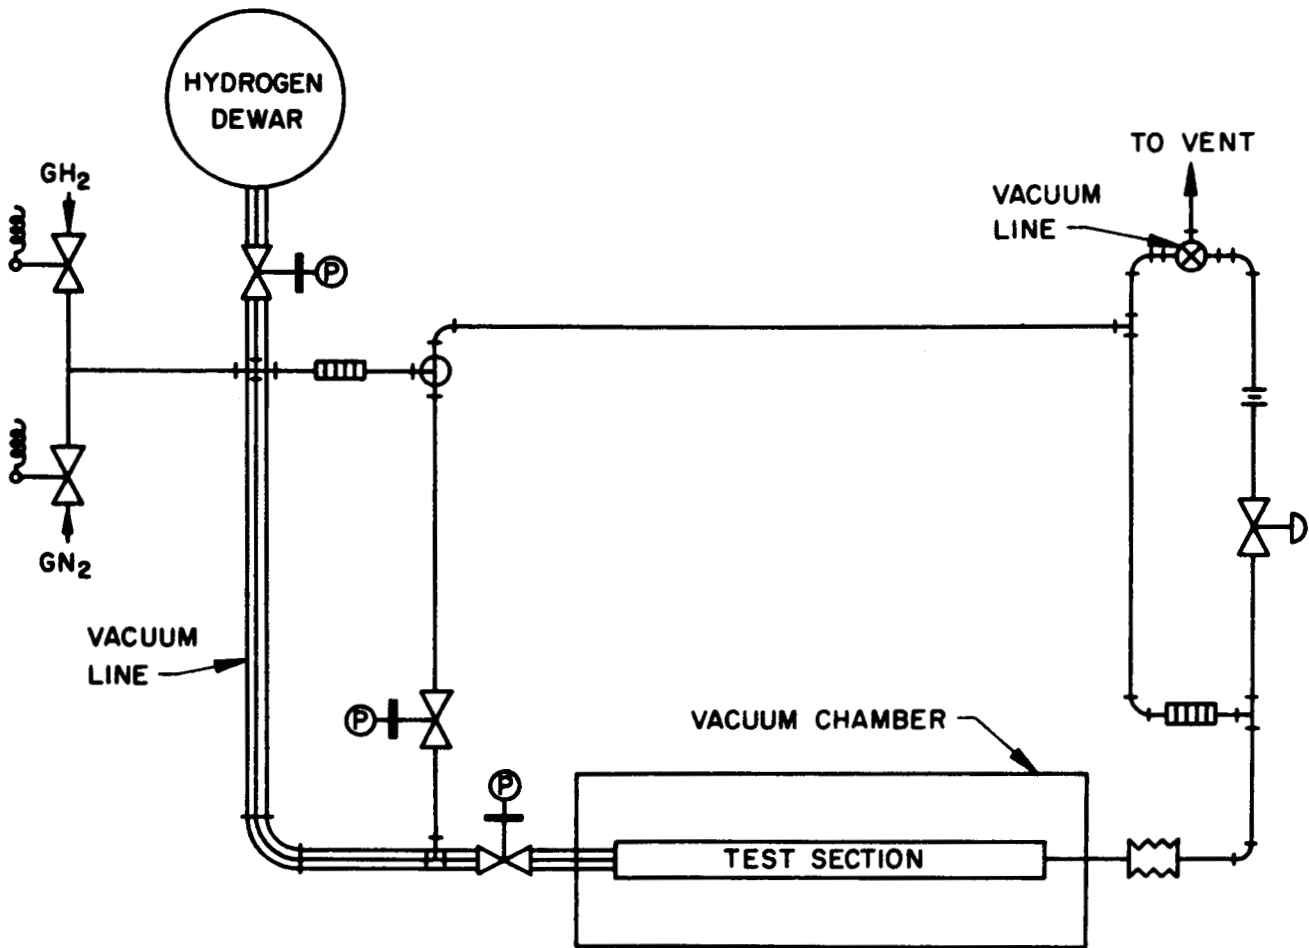 HYDROGEN
DEWAR
TO VENT
GH₂
VACUUM
LINE
P
GN₂
VACUUM
LINE
P
VACUUM CHAMBER
P
TEST SECTION